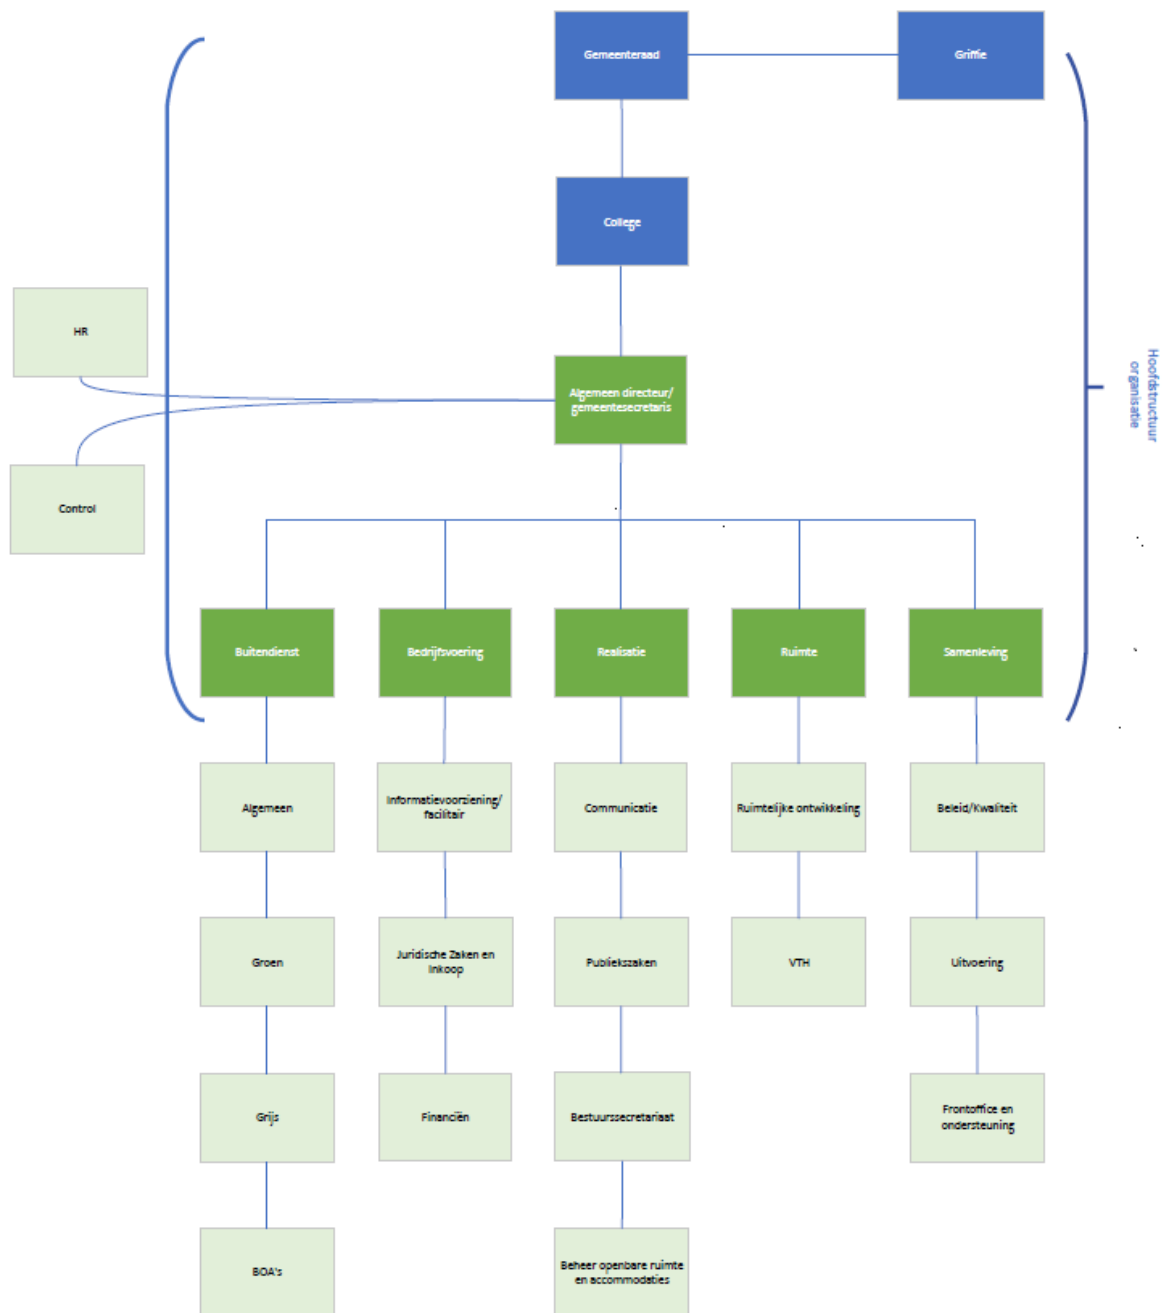 Gemeenteraad
Griffie
College
HR
Algemeen directeur/
gemeentesecretaris
Hoofdstructuur
organisatie
Control
Buitendienst
Bedrijfsvoering
Realisatie
Ruimte
Samenleving
Algemeen
Informatievoorziening/
facilitair
Communicatie
Ruimtelijke ontwikkeling
Beleid/Kwaliteit
Groen
Juridische Zaken en
Inkoop
Publiekszaken
VTH
Uitvoering
Grijs
Financiën
Bestuurssecretariaat
Frontoffice en
ondersteuning
BOA's
Beheer openbare ruimte
en accommodaties